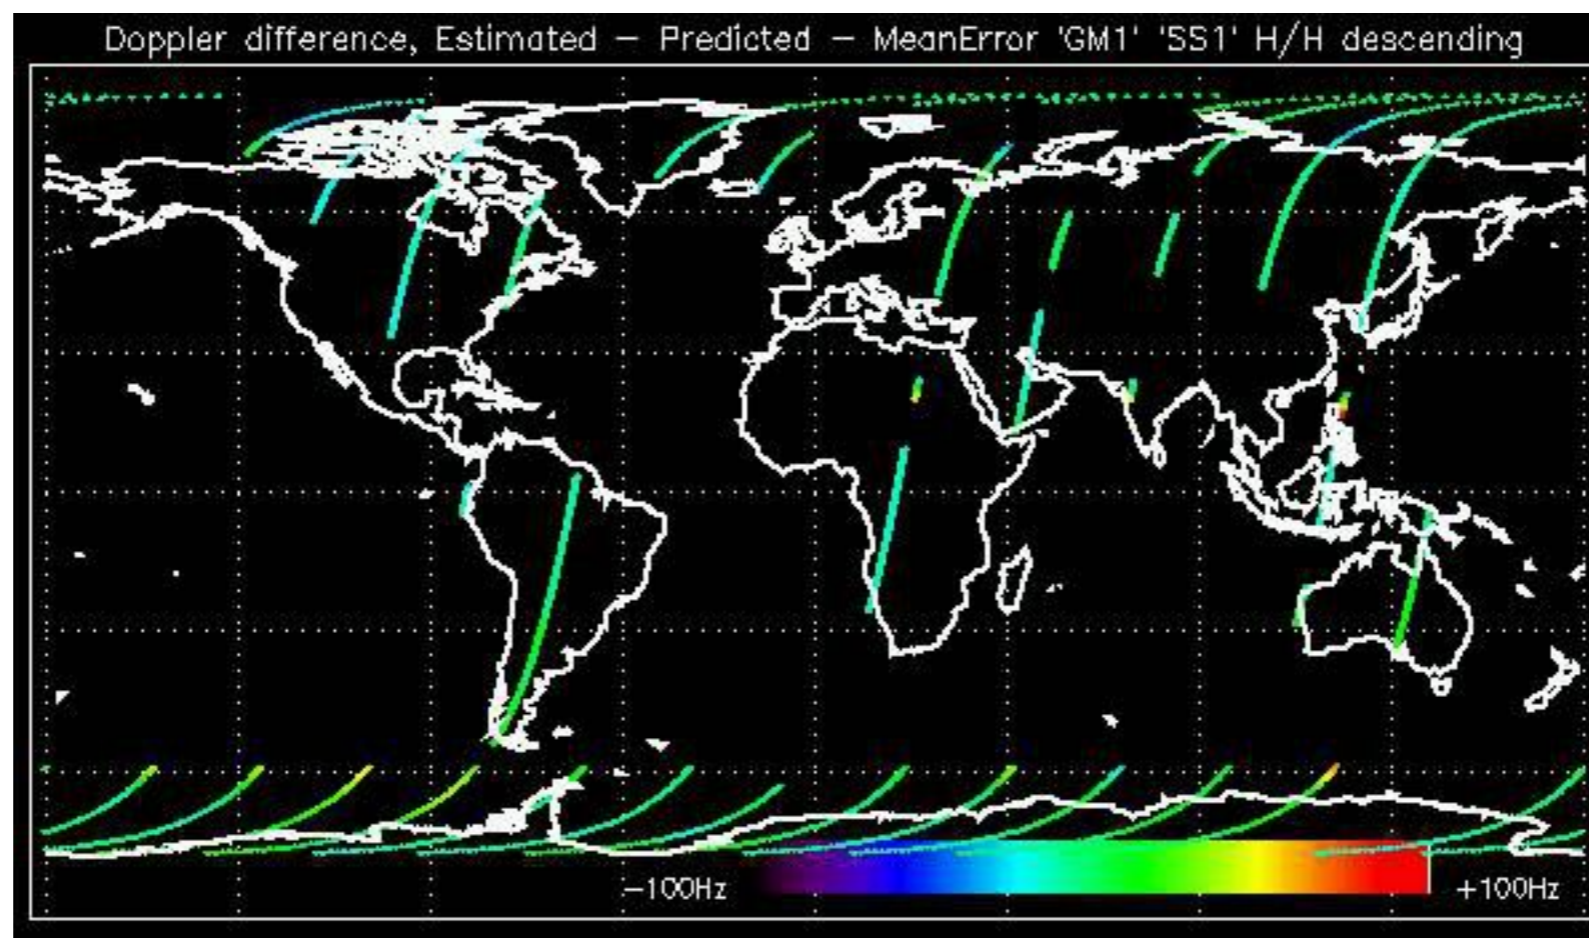 Doppler difference, Estimated − Predicted − MeanError 'GM1' 'SS1' H/H descending
−100Hz
+100Hz